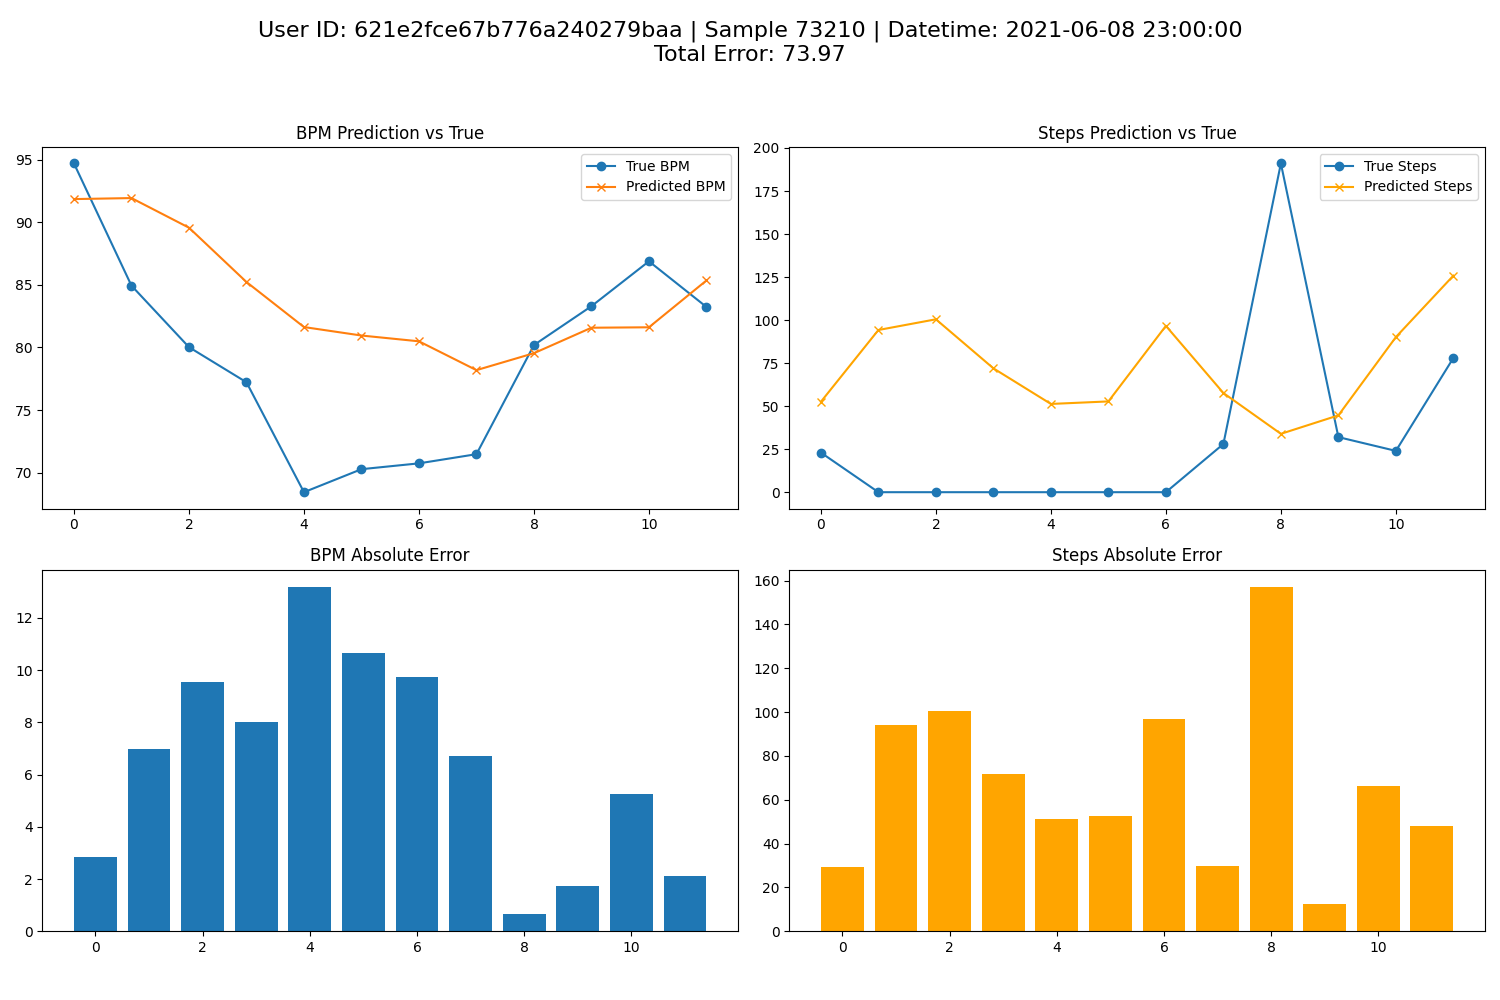 User ID: 621e2fce67b776a240279baa | Sample 73210 | Datetime: 2021-06-08 23:00:00
Total Error: 73.97
BPM Prediction vs True
True BPM
Predicted BPM
95
90
85
80
75
70
0 2 4 6 8 10
Steps Prediction vs True
True Steps
Predicted Steps
200
175
150
125
100
75
50
25
0
0 2 4 6 8 10
BPM Absolute Error
12
10
8
6
4
2
0
0 2 4 6 8 10
Steps Absolute Error
160
140
120
100
80
60
40
20
0
0 2 4 6 8 10